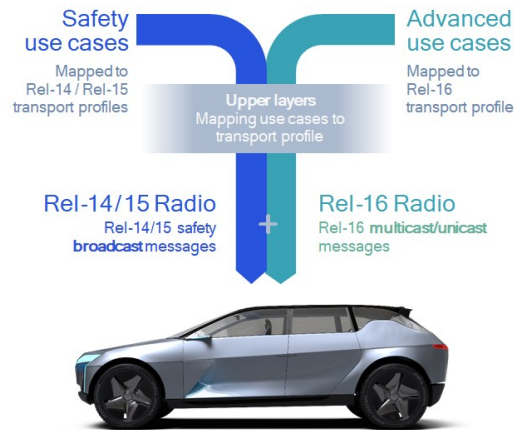 Safety
use cases
Mapped to
Rel-14 / Rel-15
transport profiles
Advanced
use cases
Mapped to
Rel-16
transport profile
Upper layers
Mapping use cases to
transport profile
Rel-14/15 Radio
Rel-14/15 safety
broadcast messages
+
Rel-16 Radio
Rel-16 multicast/unicast
messages